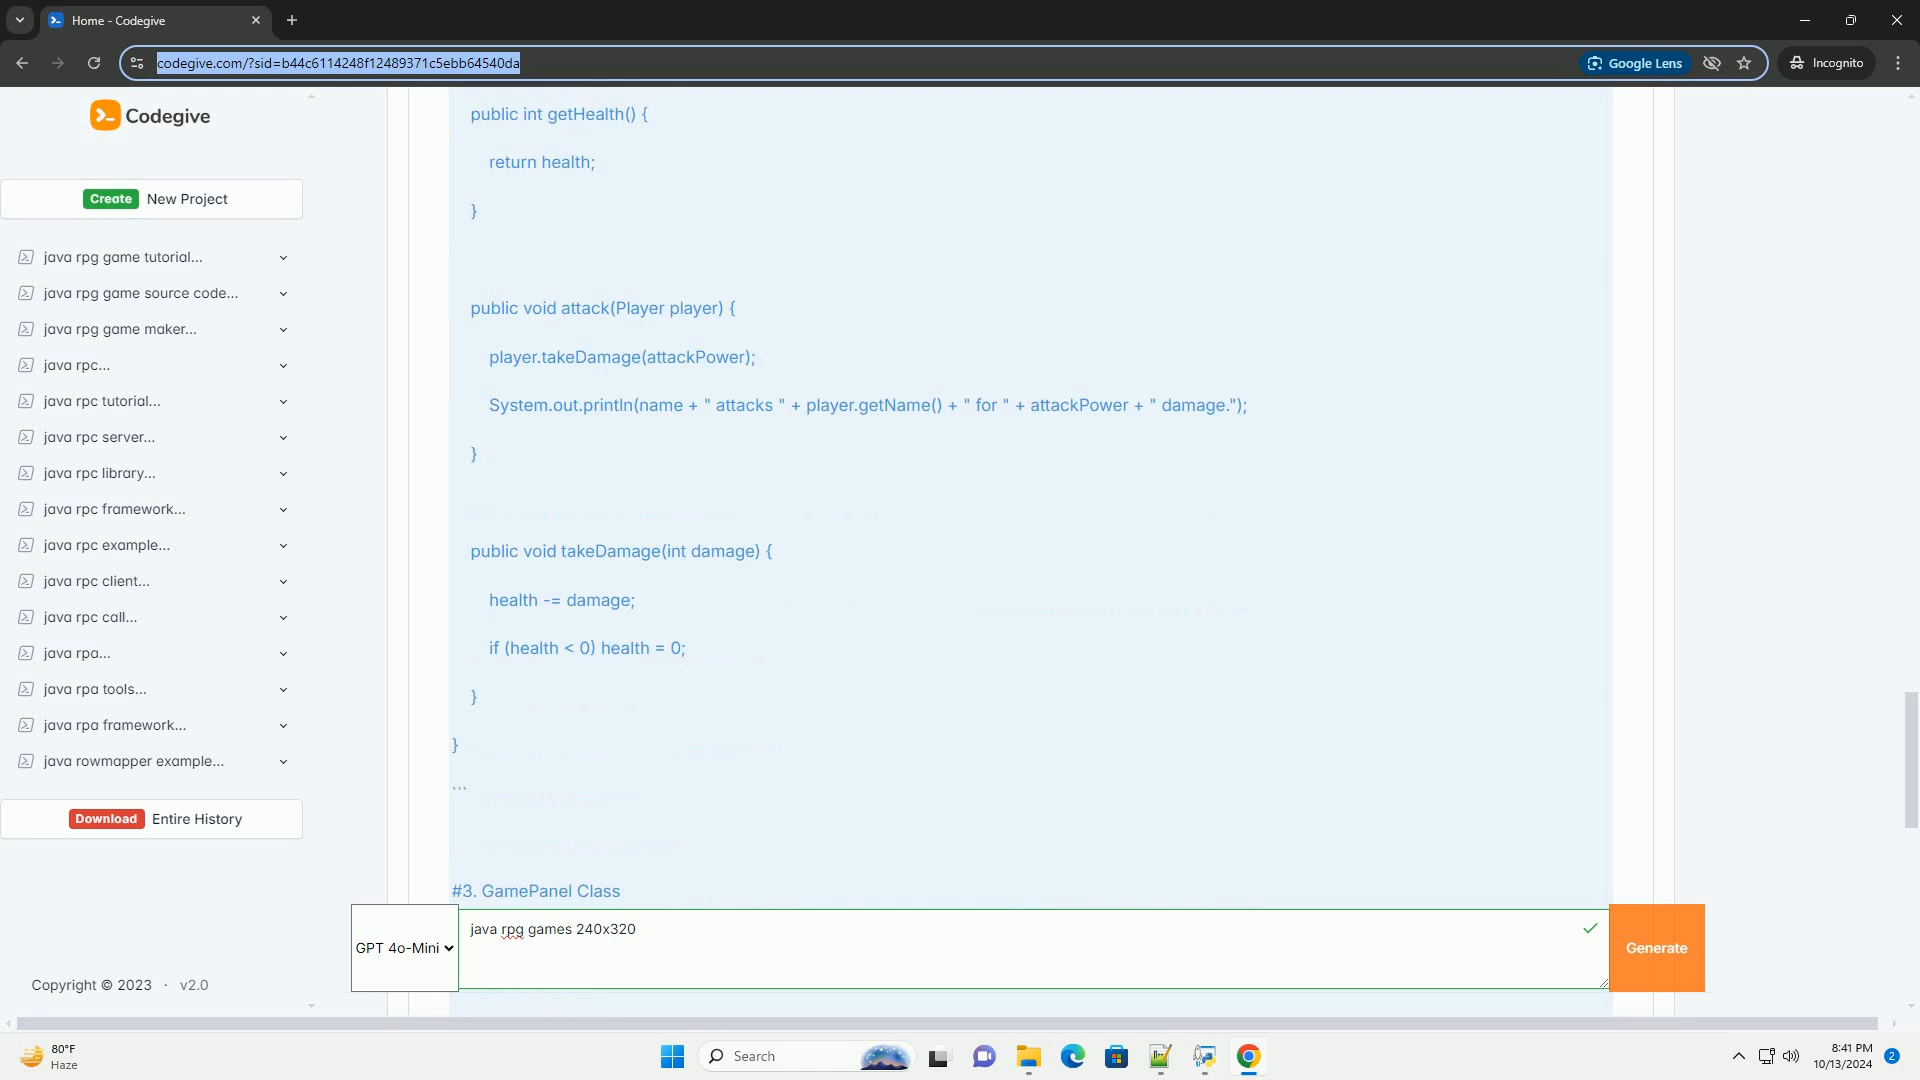 Home - Codegive
codegive.com/?sid=b44c6114248f12489371c5ebb64540da
Google Lens
Incognito
Codegive
Create New Project
java rpg game tutorial...
java rpg game source code...
java rpg game maker...
java rpc...
java rpc tutorial...
java rpc server...
java rpc library...
java rpc framework...
java rpc example...
java rpc client...
java rpc call...
java rpa...
java rpa tools...
java rpa framework...
java rowmapper example...
Download Entire History
Copyright © 2023 · v2.0
public int getHealth() {
return health;
}
public void attack(Player player) {
player.takeDamage(attackPower);
System.out.println(name + " attacks " + player.getName() + " for " + attackPower + " damage.");
}
public void takeDamage(int damage) {
health -= damage;
if (health < 0) health = 0;
}
}
```
#3. GamePanel Class
GPT 4o-Mini
java rpg games 240x320
Generate
80°F
Haze
Search
8:41 PM
10/13/2024
2